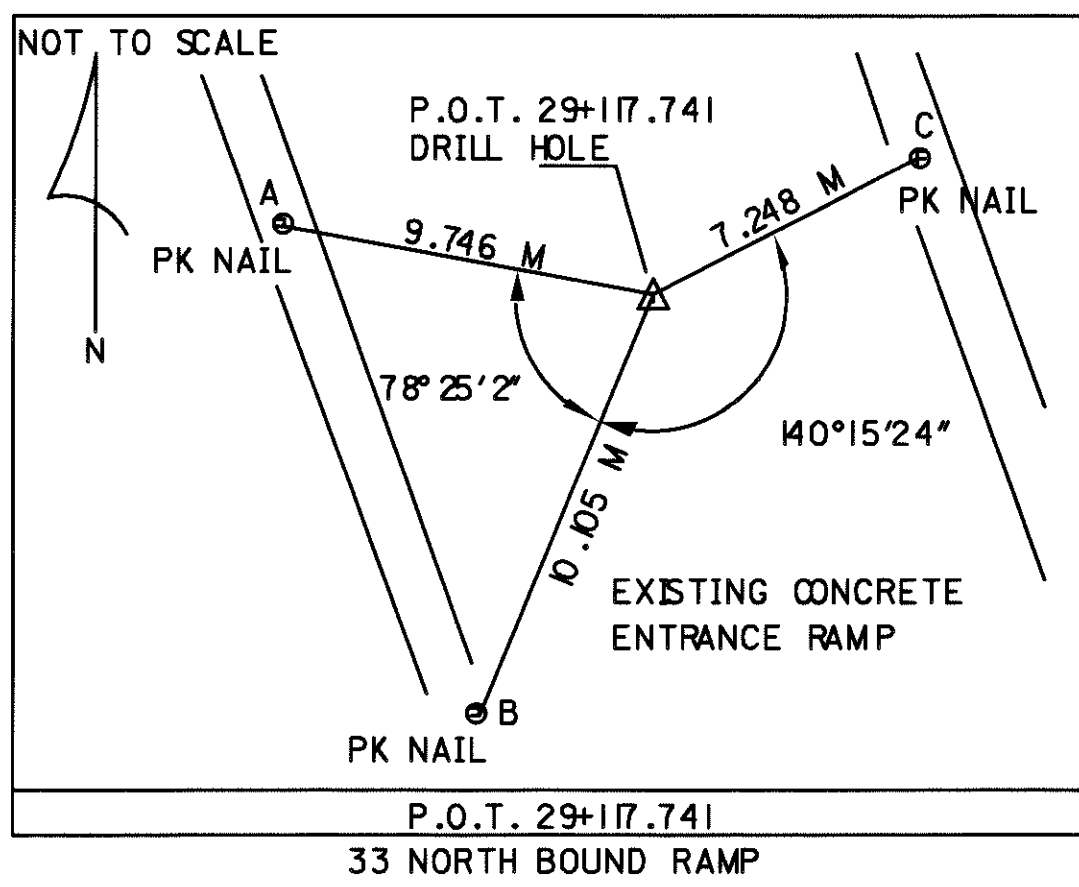 NOT TO SCALE
P.O.T. 29+117.741
DRILL HOLE
C
A
7.248 M
PK NAIL
9.746 M
PK NAIL
N
78°25'2"
140°15'24"
10.105 M
EXISTING CONCRETE
ENTRANCE RAMP
B
PK NAIL
P.O.T. 29+117.741
33 NORTH BOUND RAMP